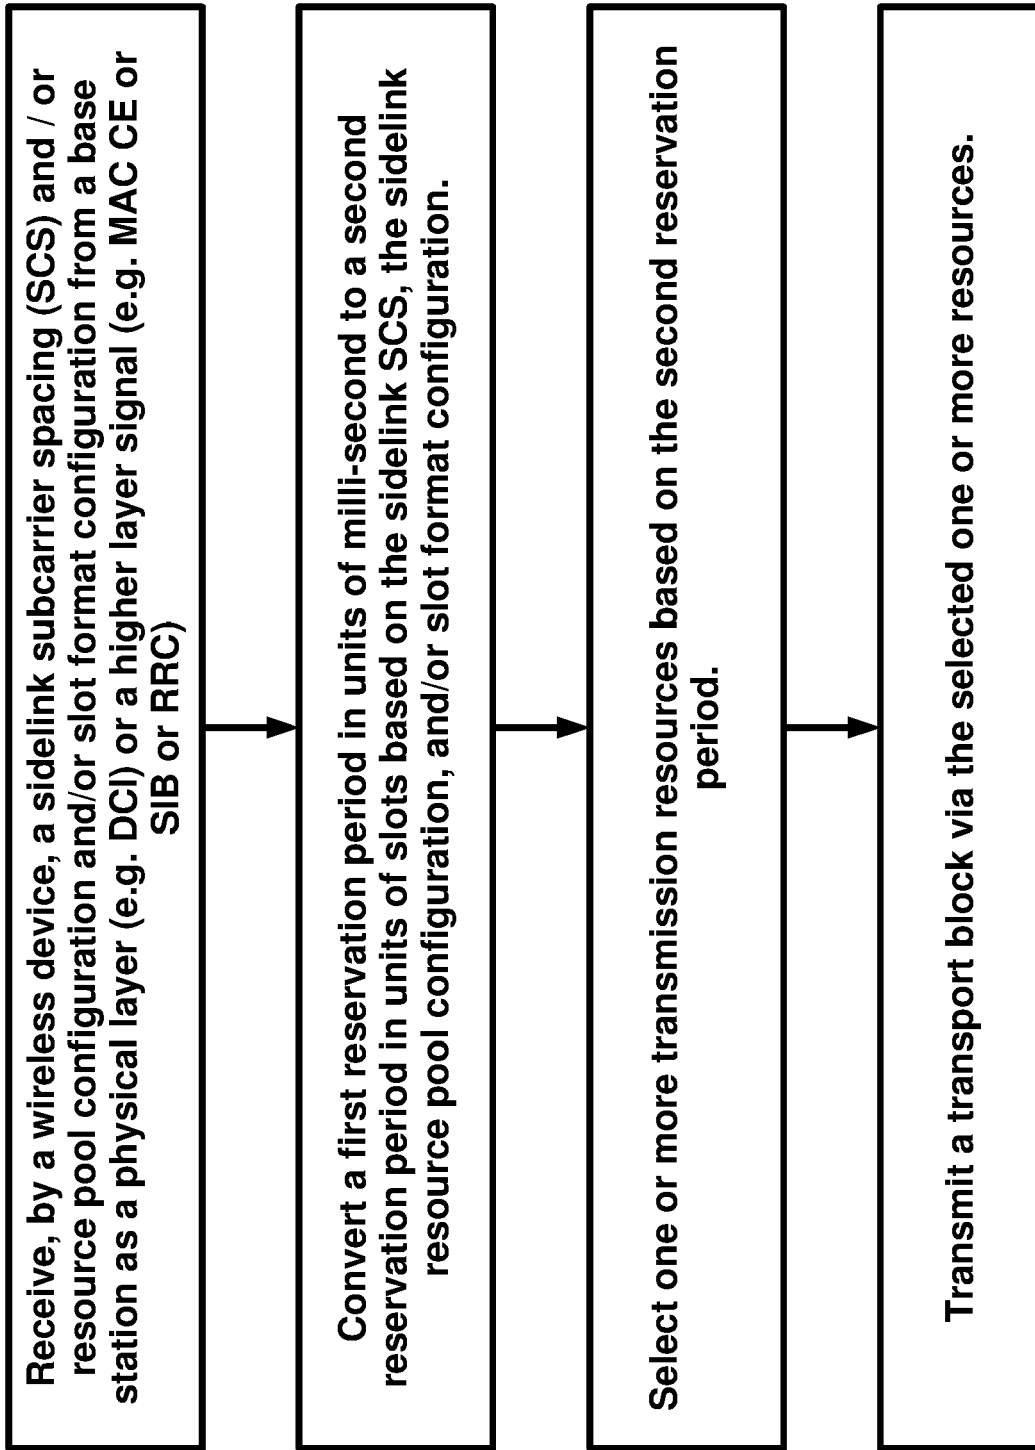 Receive, by a wireless device, a sidelink subcarrier spacing (SCS) and / or
resource pool configuration and/or slot format configuration from a base
station as a physical layer (e.g. DCI) or a higher layer signal (e.g. MAC CE or
SIB or RRC)
Convert a first reservation period in units of milli-second to a second
reservation period in units of slots based on the sidelink SCS, the sidelink
resource pool configuration, and/or slot format configuration.
Select one or more transmission resources based on the second reservation
period.
Transmit a transport block via the selected one or more resources.